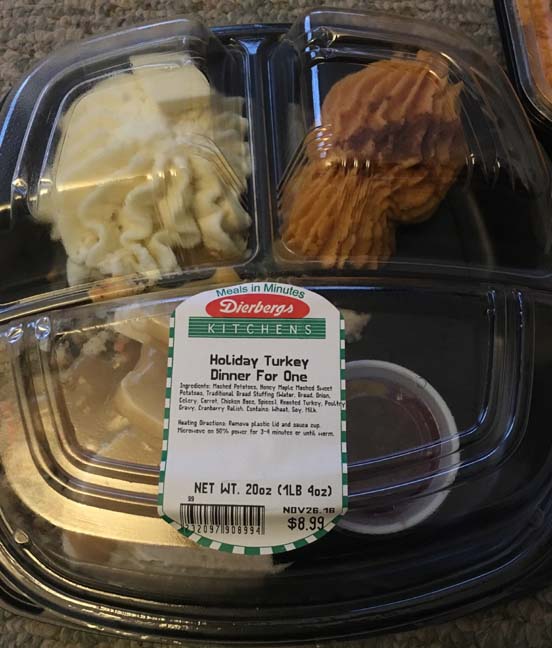 Meals in Minutes
Dierbergs
KITCHENS
Holiday Turkey
Dinner For One
Ingredients: Mashed Potatoes, Honey Maple Mashed Sweet
Potatoes, Traditional Bread Stuffing (Water, Bread, Onion,
Celery, Carrot, Chicken Base, Spices), Roasted Turkey, Poultry
Gravy, Cranberry Relish. Contains: Wheat, Soy, Milk.
Heating Directions: Remove plastic lid and sauce cup.
Microwave on 50% power for 3-4 minutes or until warm.
NET WT. 20oz (1LB 4oz)
99
NOV26.18
$8.99
12097 908994